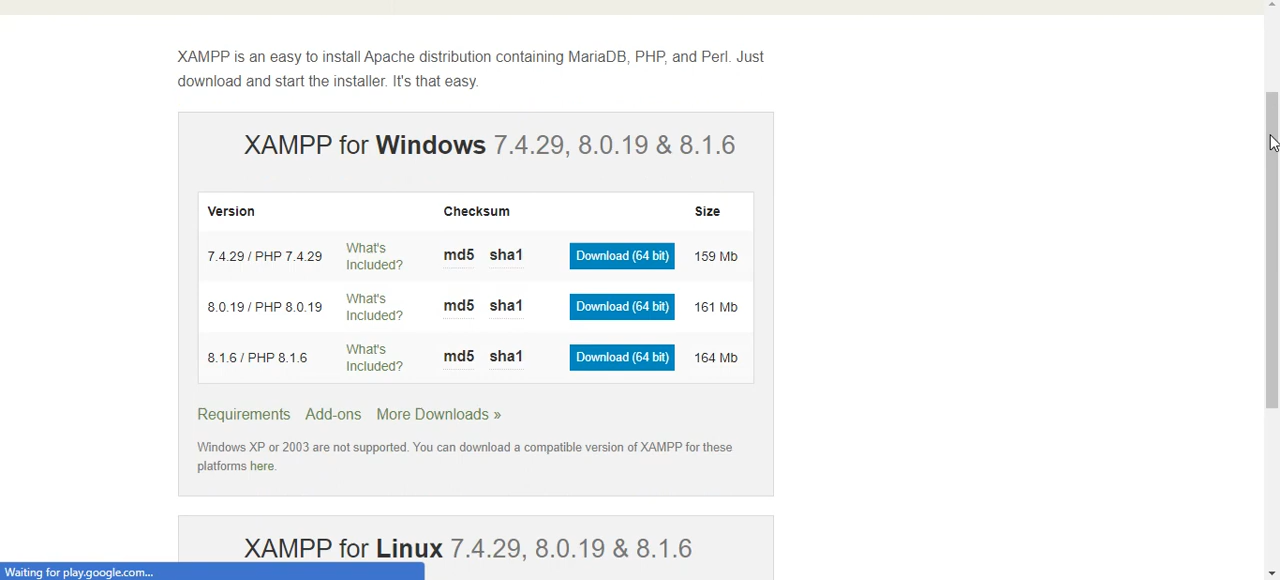 XAMPP is an easy to install Apache distribution containing MariaDB, PHP, and Perl. Just
download and start the installer. It's that easy.
XAMPP for Windows 7.4.29, 8.0.19 & 8.1.6
Version Checksum Size
7.4.29 / PHP 7.4.29 What's Included? md5 sha1 Download (64 bit) 159 Mb
8.0.19 / PHP 8.0.19 What's Included? md5 sha1 Download (64 bit) 161 Mb
8.1.6 / PHP 8.1.6 What's Included? md5 sha1 Download (64 bit) 164 Mb
Requirements Add-ons More Downloads »
Windows XP or 2003 are not supported. You can download a compatible version of XAMPP for these
platforms here.
XAMPP for Linux 7.4.29, 8.0.19 & 8.1.6
Waiting for play.google.com...